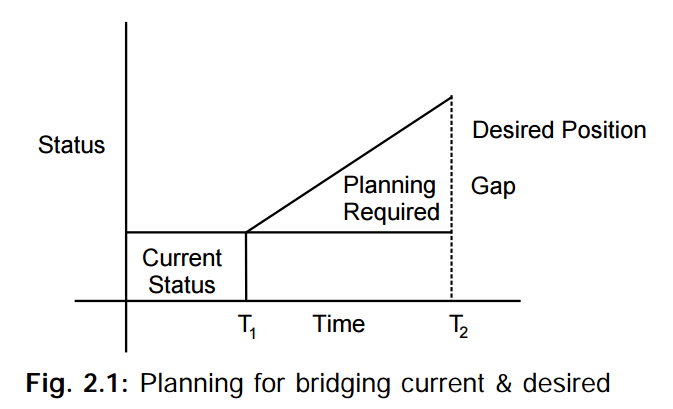 Status
Desired Position
Planning
Required
Gap
Current
Status
T1
Time
T2
Fig. 2.1: Planning for bridging current & desired